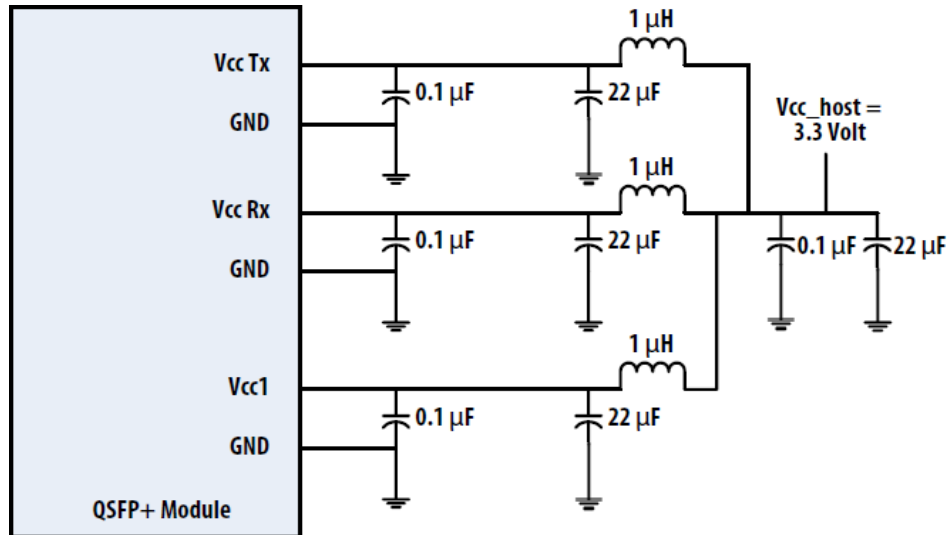 1 μH
Vcc Tx
0.1 μF
22 μF
GND
Vcc_host =
3.3 Volt
1 μH
Vcc Rx
0.1 μF
22 μF
0.1 μF
22 μF
GND
1 μH
Vcc1
0.1 μF
22 μF
GND
QSFP+ Module